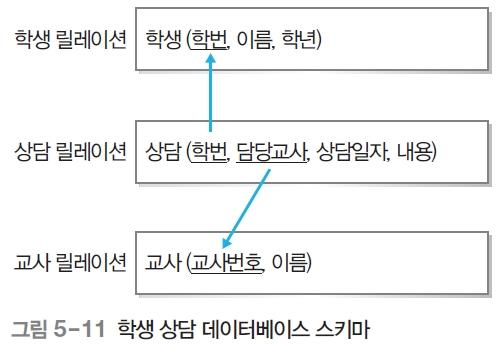 학생 릴레이션 학생 (학번, 이름, 학년)
상담 릴레이션 상담 (학번, 담당교사, 상담일자, 내용)
교사 릴레이션 교사 (교사번호, 이름)
그림 5-11 학생 상담 데이터베이스 스키마